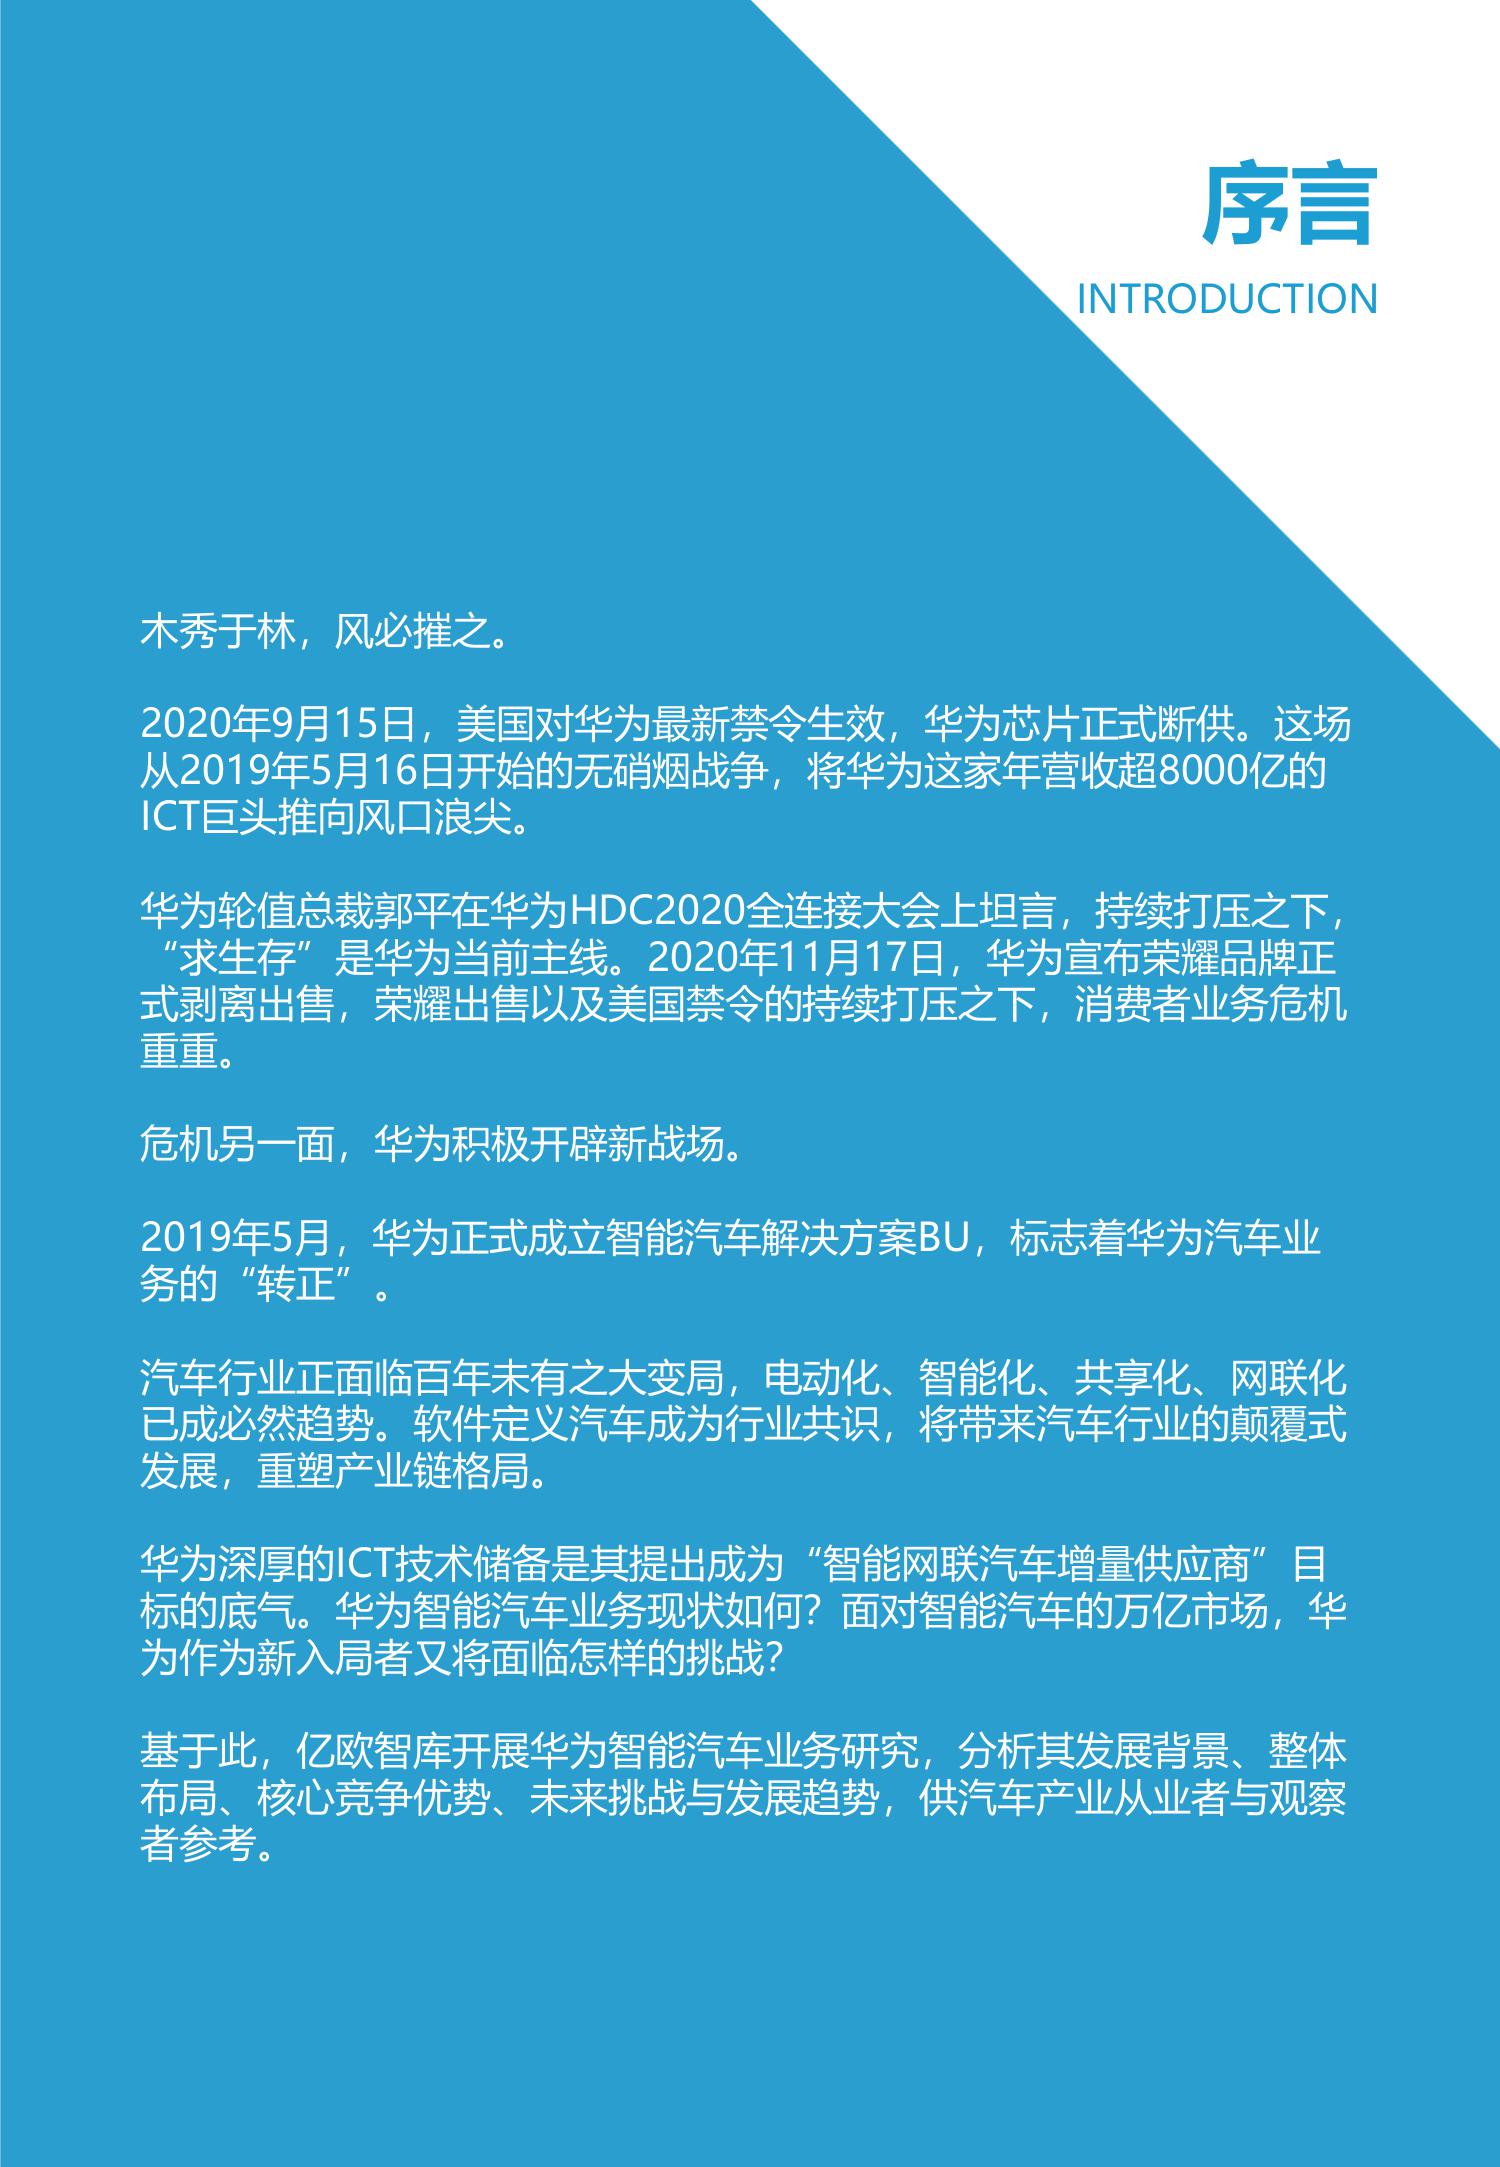 序言
INTRODUCTION
木秀于林，风必摧之。
2020年9月15日，美国对华为最新禁令生效，华为芯片正式断供。这场
从2019年5月16日开始的无硝烟战争，将华为这家年营收超8000亿的
ICT巨头推向风口浪尖。
华为轮值总裁郭平在华为HDC2020全连接大会上坦言，持续打压之下，
“求生存”是华为当前主线。2020年11月17日，华为宣布荣耀品牌正
式剥离出售，荣耀出售以及美国禁令的持续打压之下，消费者业务危机
重重。
危机另一面，华为积极开辟新战场。
2019年5月，华为正式成立智能汽车解决方案BU，标志着华为汽车业
务的“转正”。
汽车行业正面临百年未有之大变局，电动化、智能化、共享化、网联化
已成必然趋势。软件定义汽车成为行业共识，将带来汽车行业的颠覆式
发展，重塑产业链格局。
华为深厚的ICT技术储备是其提出成为“智能网联汽车增量供应商”目
标的底气。华为智能汽车业务现状如何？面对智能汽车的万亿市场，华
为作为新入局者又将面临怎样的挑战？
基于此，亿欧智库开展华为智能汽车业务研究，分析其发展背景、整体
布局、核心竞争优势、未来挑战与发展趋势，供汽车产业从业者与观察
者参考。